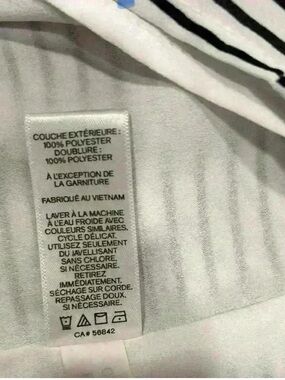 COUCHE EXTÉRIEURE :
100% POLYESTER
DOUBLURE :
100% POLYESTER
À L'EXCEPTION DE
LA GARNITURE
FABRIQUÉ AU VIETNAM
LAVER À LA MACHINE
À L'EAU FROIDE AVEC
COULEURS SIMILAIRES,
CYCLE DÉLICAT.
UTILISEZ SEULEMENT
DU JAVELLISANT
SANS CHLORE,
SI NÉCESSAIRE.
RETIREZ
IMMÉDIATEMENT.
SÉCHAGE SUR CORDE.
REPASSAGE DOUX,
SI NÉCESSAIRE.
CA# 56842